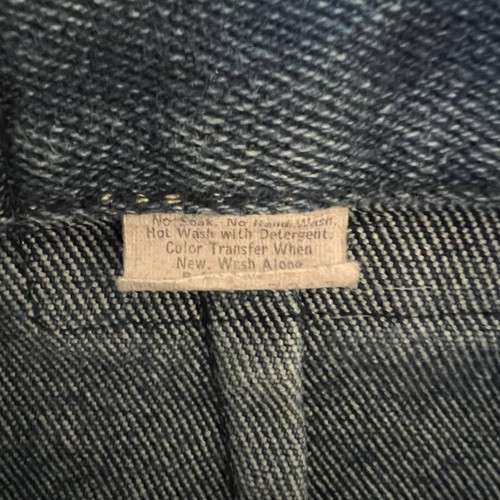 No Soak. No Hand Wash.
Hot Wash with Detergent.
Color Transfer When
New. Wash Alone